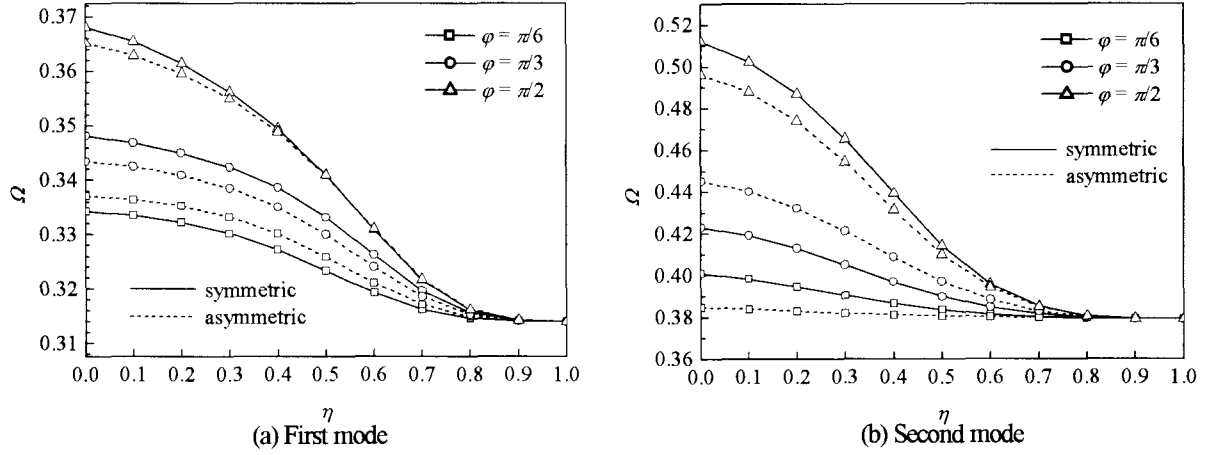 0.37
0.36
0.35
0.34
0.33
0.32
0.31
Ω
0.0 0.1 0.2 0.3 0.4 0.5 0.6 0.7 0.8 0.9 1.0
η
φ = π/6
φ = π/3
φ = π/2
symmetric
asymmetric
(a) First mode
0.52
0.50
0.48
0.46
0.44
0.42
0.40
0.38
0.36
Ω
0.0 0.1 0.2 0.3 0.4 0.5 0.6 0.7 0.8 0.9 1.0
η
φ = π/6
φ = π/3
φ = π/2
symmetric
asymmetric
(b) Second mode